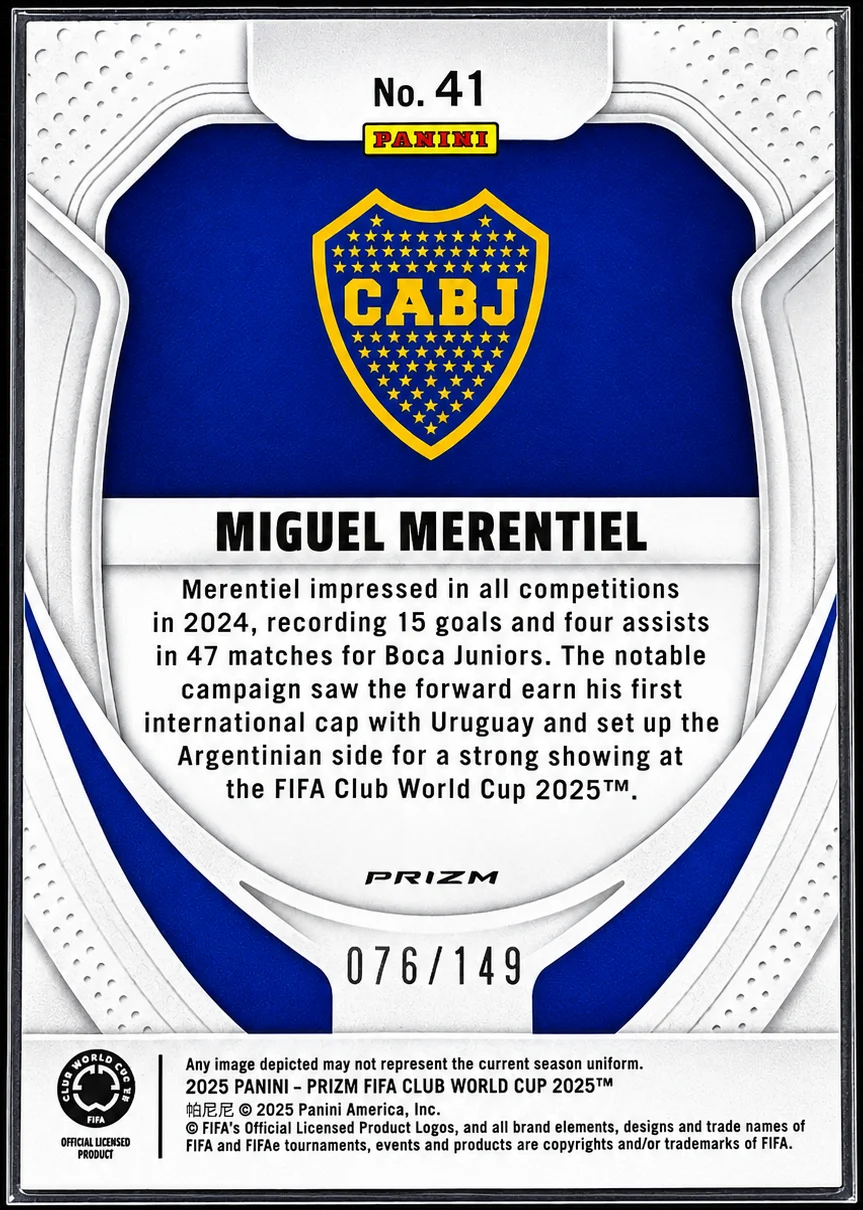 No. 41
PANINI
CABJ
MIGUEL MERENTIEL
Merentiel impressed in all competitions
in 2024, recording 15 goals and four assists
in 47 matches for Boca Juniors. The notable
campaign saw the forward earn his first
international cap with Uruguay and set up the
Argentinian side for a strong showing at
the FIFA Club World Cup 2025™.
PRIZM
076/149
CLUB WORLD CUP
FIFA
OFFICIAL LICENSED
PRODUCT
Any image depicted may not represent the current season uniform.
2025 PANINI – PRIZM FIFA CLUB WORLD CUP 2025™
帕尼尼 © 2025 Panini America, Inc.
© FIFA's Official Licensed Product Logos, and all brand elements, designs and trade names of
FIFA and FIFAe tournaments, events and products are copyrights and/or trademarks of FIFA.